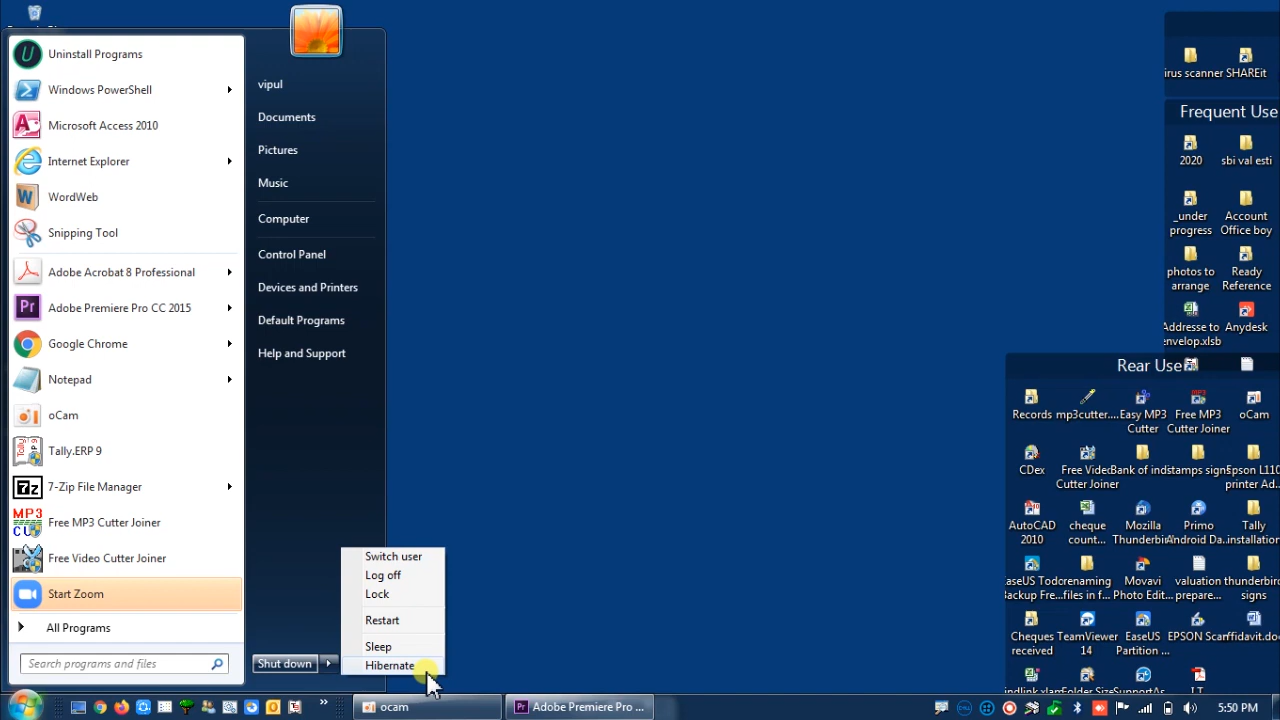 Uninstall Programs
Windows PowerShell
Microsoft Access 2010
Internet Explorer
WordWeb
Snipping Tool
Adobe Acrobat 8 Professional
Adobe Premiere Pro CC 2015
Google Chrome
Notepad
oCam
Tally.ERP 9
7-Zip File Manager
Free MP3 Cutter Joiner
Free Video Cutter Joiner
Start Zoom
All Programs
Search programs and files
vipul
Documents
Pictures
Music
Computer
Control Panel
Devices and Printers
Default Programs
Help and Support
Shut down
Switch user
Log off
Lock
Restart
Sleep
Hibernate
irus scanner
SHAREit
Frequent Use
2020
sbi val esti
_under
progress
Account
Office boy
photos to
arrange
Ready
Reference
Addresse to
envelop.xlsb
Anydesk
Rear Use
Records
mp3cutter....
Easy MP3
Cutter
Free MP3
Cutter Joiner
oCam
CDex
Free Video
Cutter Joiner
Bank of ind
stamps sign
Epson L110
printer Ad...
AutoCAD
2010
cheque
count...
Mozilla
Thunderbird
Primo
Android Da...
Tally
installation
EaseUS Tod
Backup Fre...
renaming
files in f...
Movavi
Photo Edit...
valuation
prepare...
thunderbird
signs
Cheques
received
TeamViewer
14
EaseUS
Partition ...
EPSON Scan
affidavit.do
indlink.xlam
Folder Size
SupportAs...
I.T.
ocam
Adobe Premiere Pro ...
5:50 PM